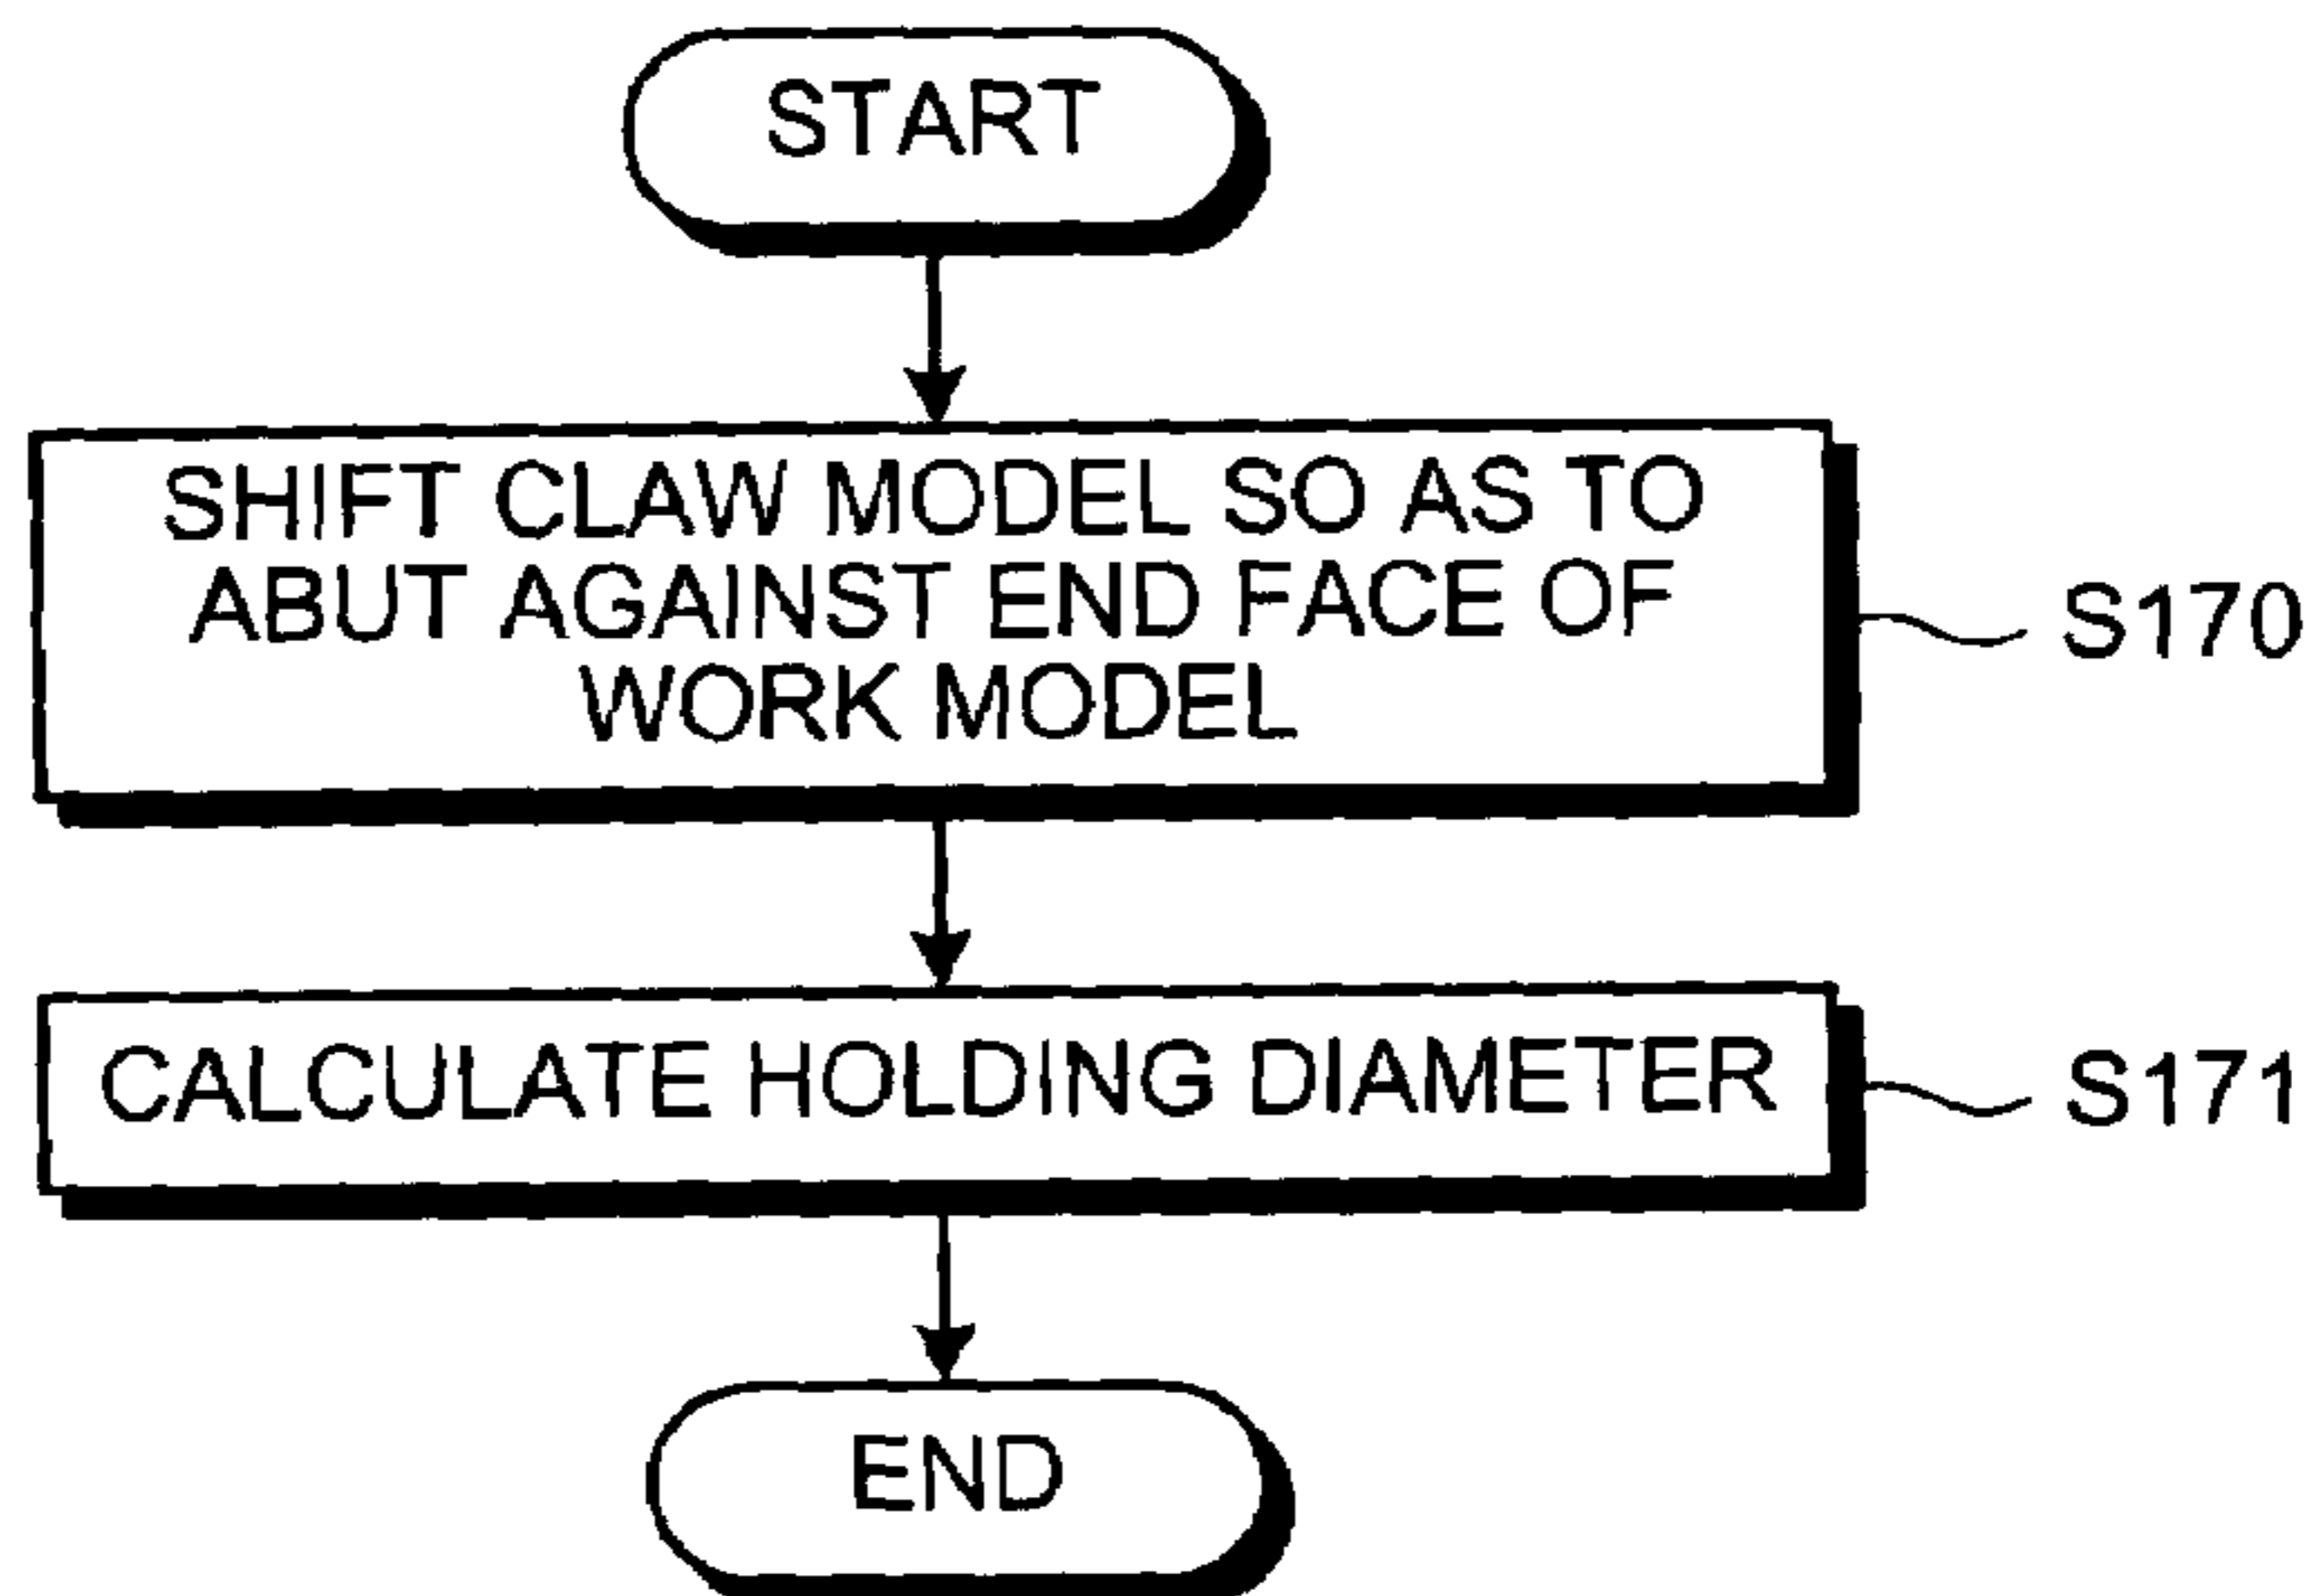 START
SHIFT CLAW MODEL SO AS TO
ABUT AGAINST END FACE OF
WORK MODEL
S170
CALCULATE HOLDING DIAMETER
S171
END